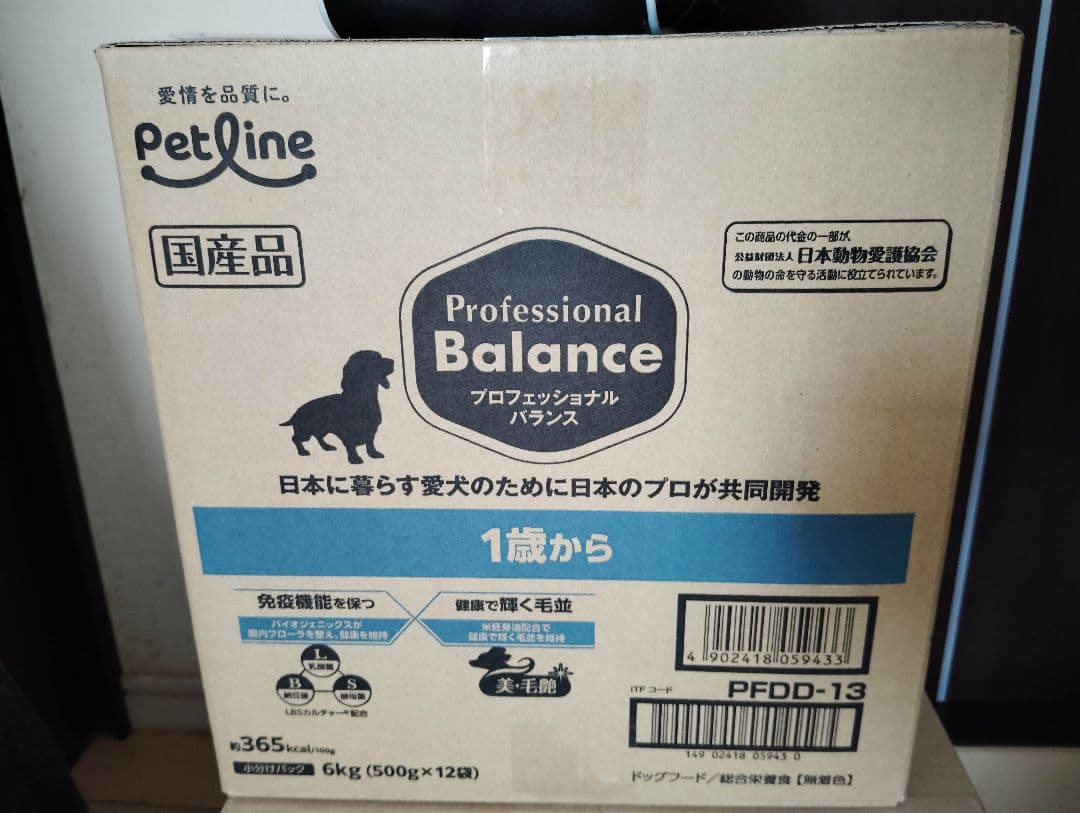 愛情を品質に。
Petline
国産品
この商品の代金の一部が、
公益財団法人 日本動物愛護協会
の動物の命を守る活動に役立てられています。
Professional
Balance
プロフェッショナル
バランス
日本に暮らす愛犬のために日本のプロが共同開発
1歳から
免疫機能を保つ
バイオジェニックスが
腸内フローラを整え、健康を維持
L
乳酸菌
B
納豆菌
S
酵母菌
LBSカルチャー®配合
健康で輝く毛並
米胚芽油配合で
健康で輝く毛並を維持
美・毛艶
4 902418 059433
ITFコード
PFDD-13
149 02418 05943 0
約365kcal/100g
小分けパック 6kg (500g×12袋)
ドッグフード/総合栄養食【無着色】